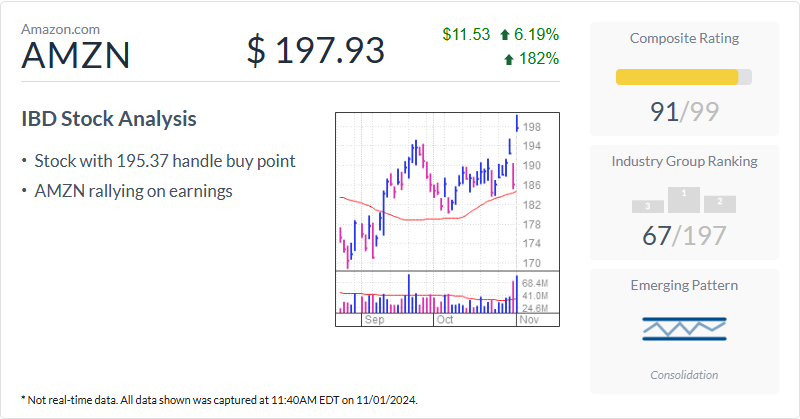 Amazon.com
AMZN
$ 197.93
$11.53 6.19%
182%
IBD Stock Analysis
• Stock with 195.37 handle buy point
• AMZN rallying on earnings
198
194
190
186
182
178
174
170
68.4M
41.0M
24.6M
Sep Oct Nov
* Not real-time data. All data shown was captured at 11:40AM EDT on 11/01/2024.
Composite Rating
91/99
Industry Group Ranking
3 1 2
67/197
Emerging Pattern
Consolidation